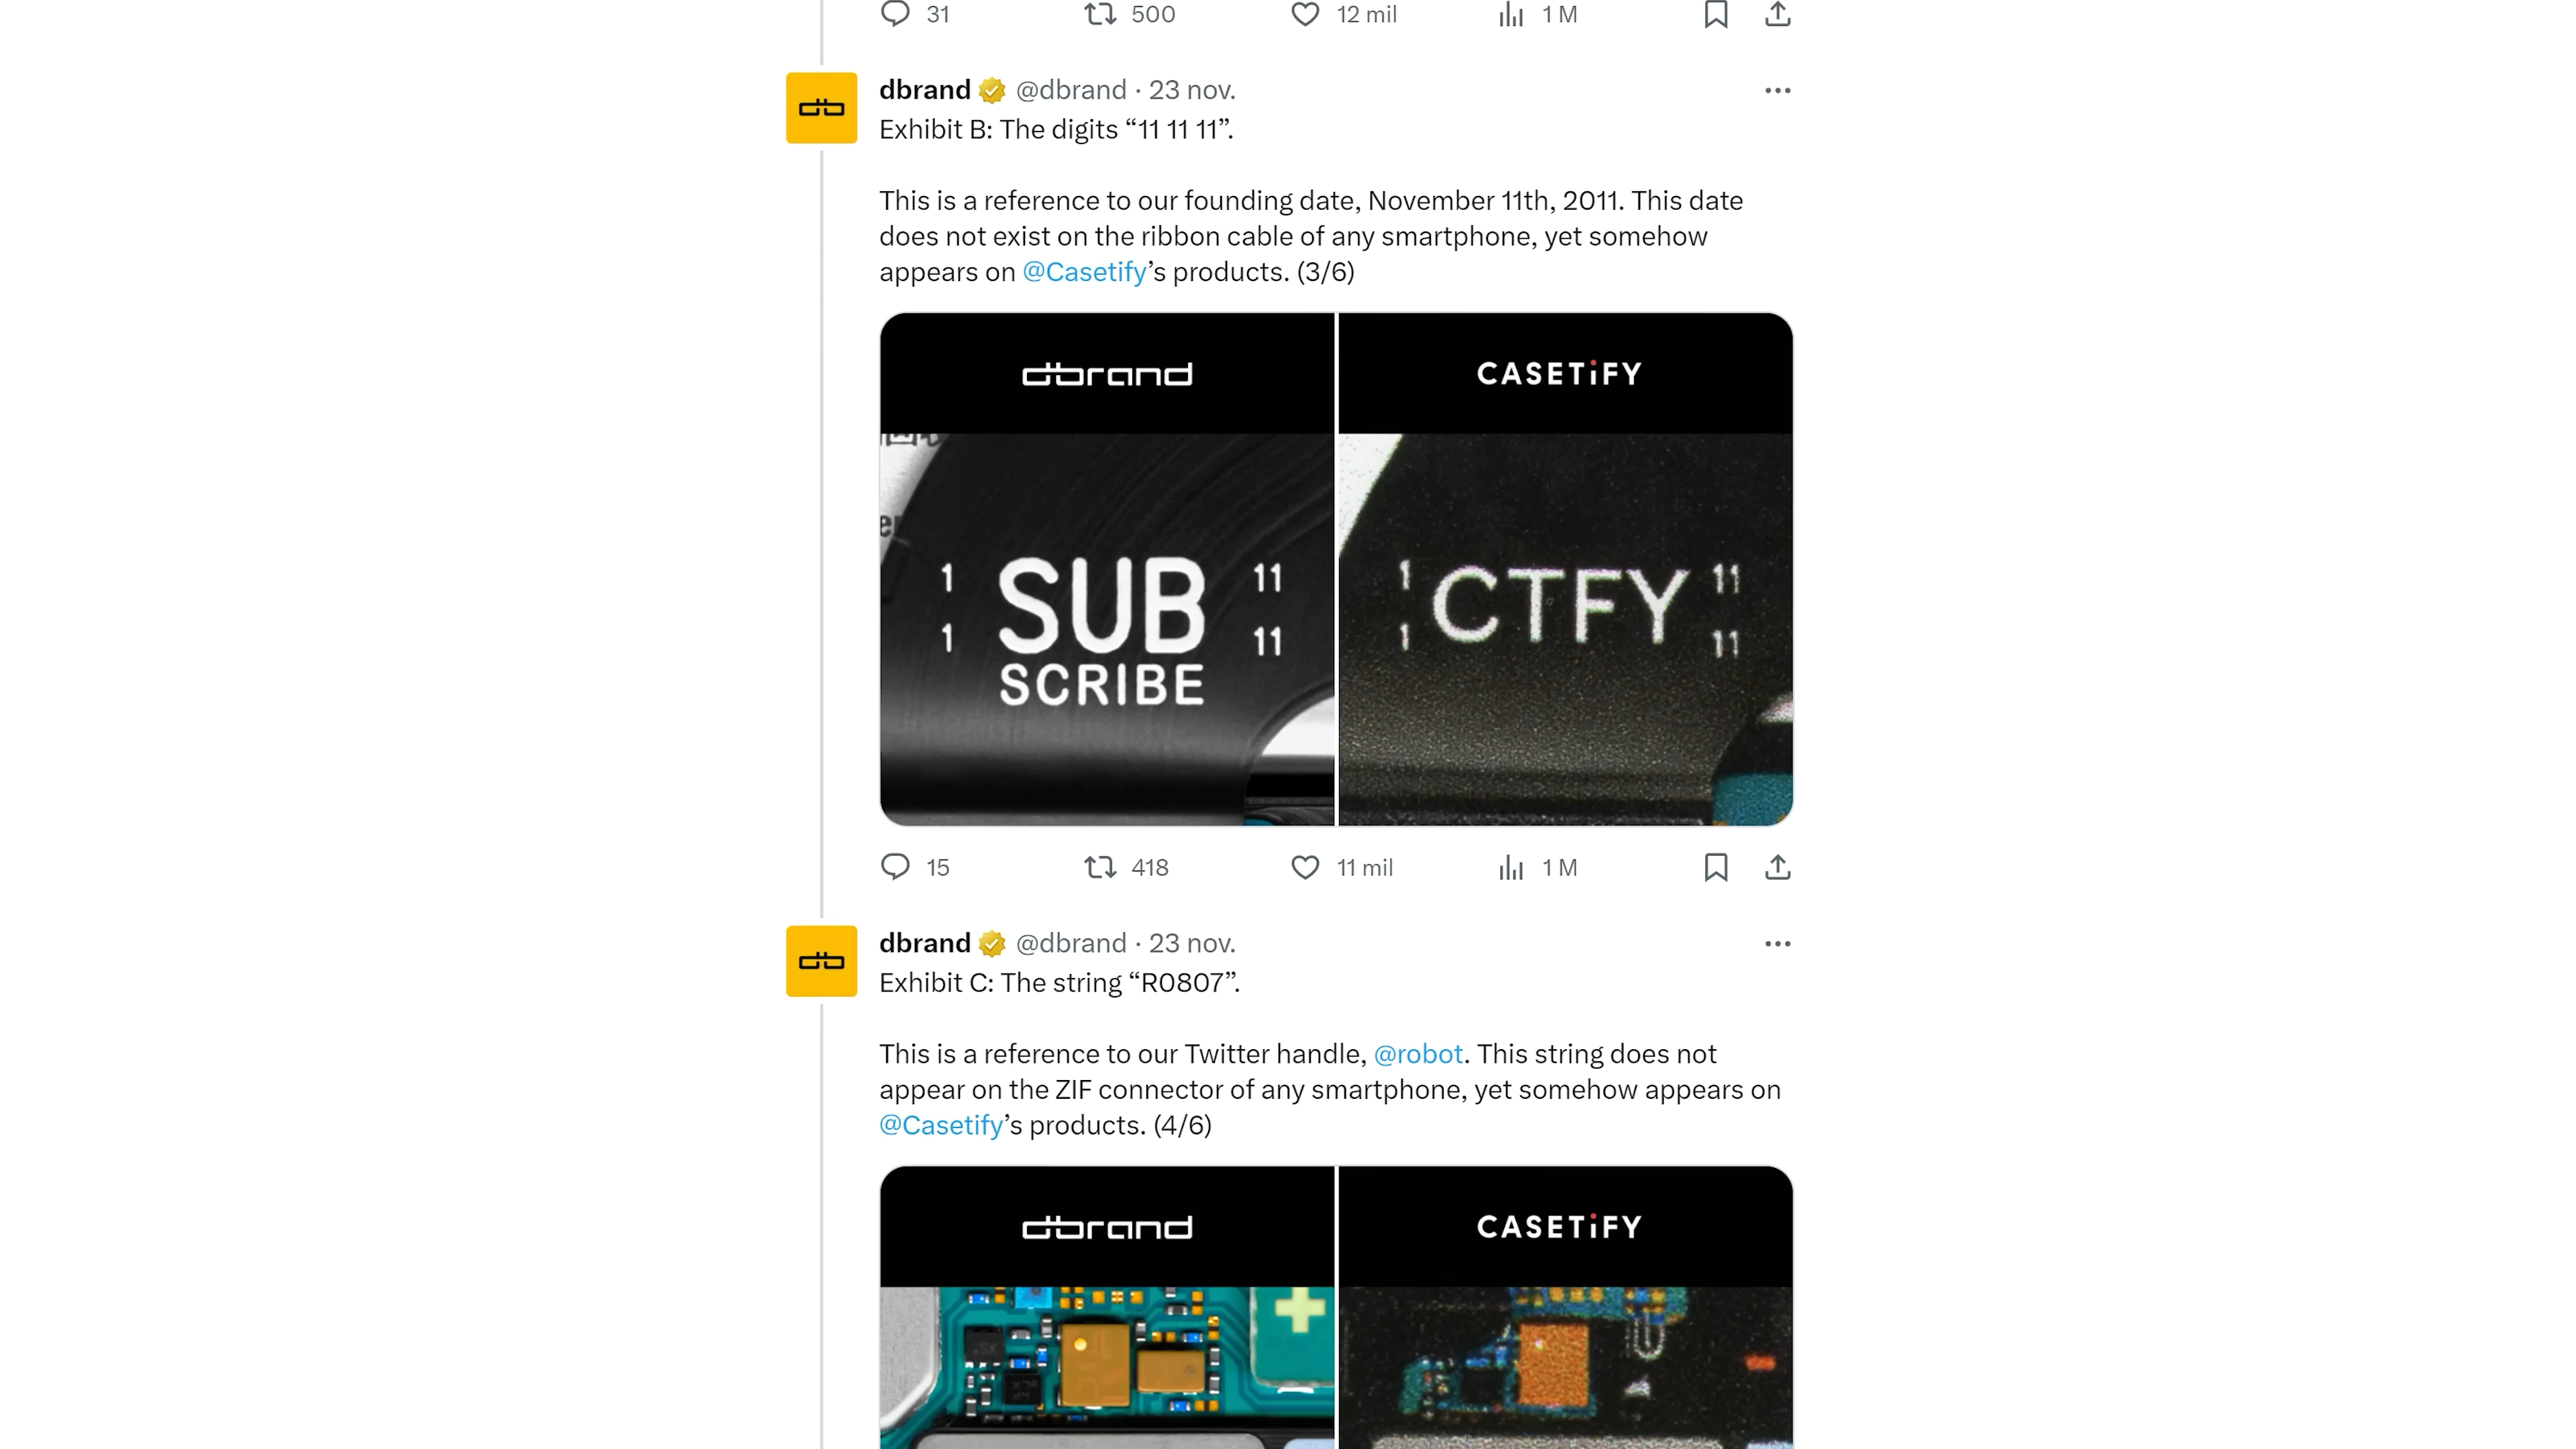 31 500 12 mil 1 M
dbrand @dbrand · 23 nov.
Exhibit B: The digits “11 11 11”.
This is a reference to our founding date, November 11th, 2011. This date
does not exist on the ribbon cable of any smartphone, yet somehow
appears on @Casetify’s products. (3/6)
dbrand
CASETiFY
1 SUB 11
1 11
SCRIBE
1 CTFY 11
1 11
15 418 11 mil 1 M
dbrand @dbrand · 23 nov.
Exhibit C: The string “R0807”.
This is a reference to our Twitter handle, @robot. This string does not
appear on the ZIF connector of any smartphone, yet somehow appears on
@Casetify’s products. (4/6)
dbrand
CASETiFY